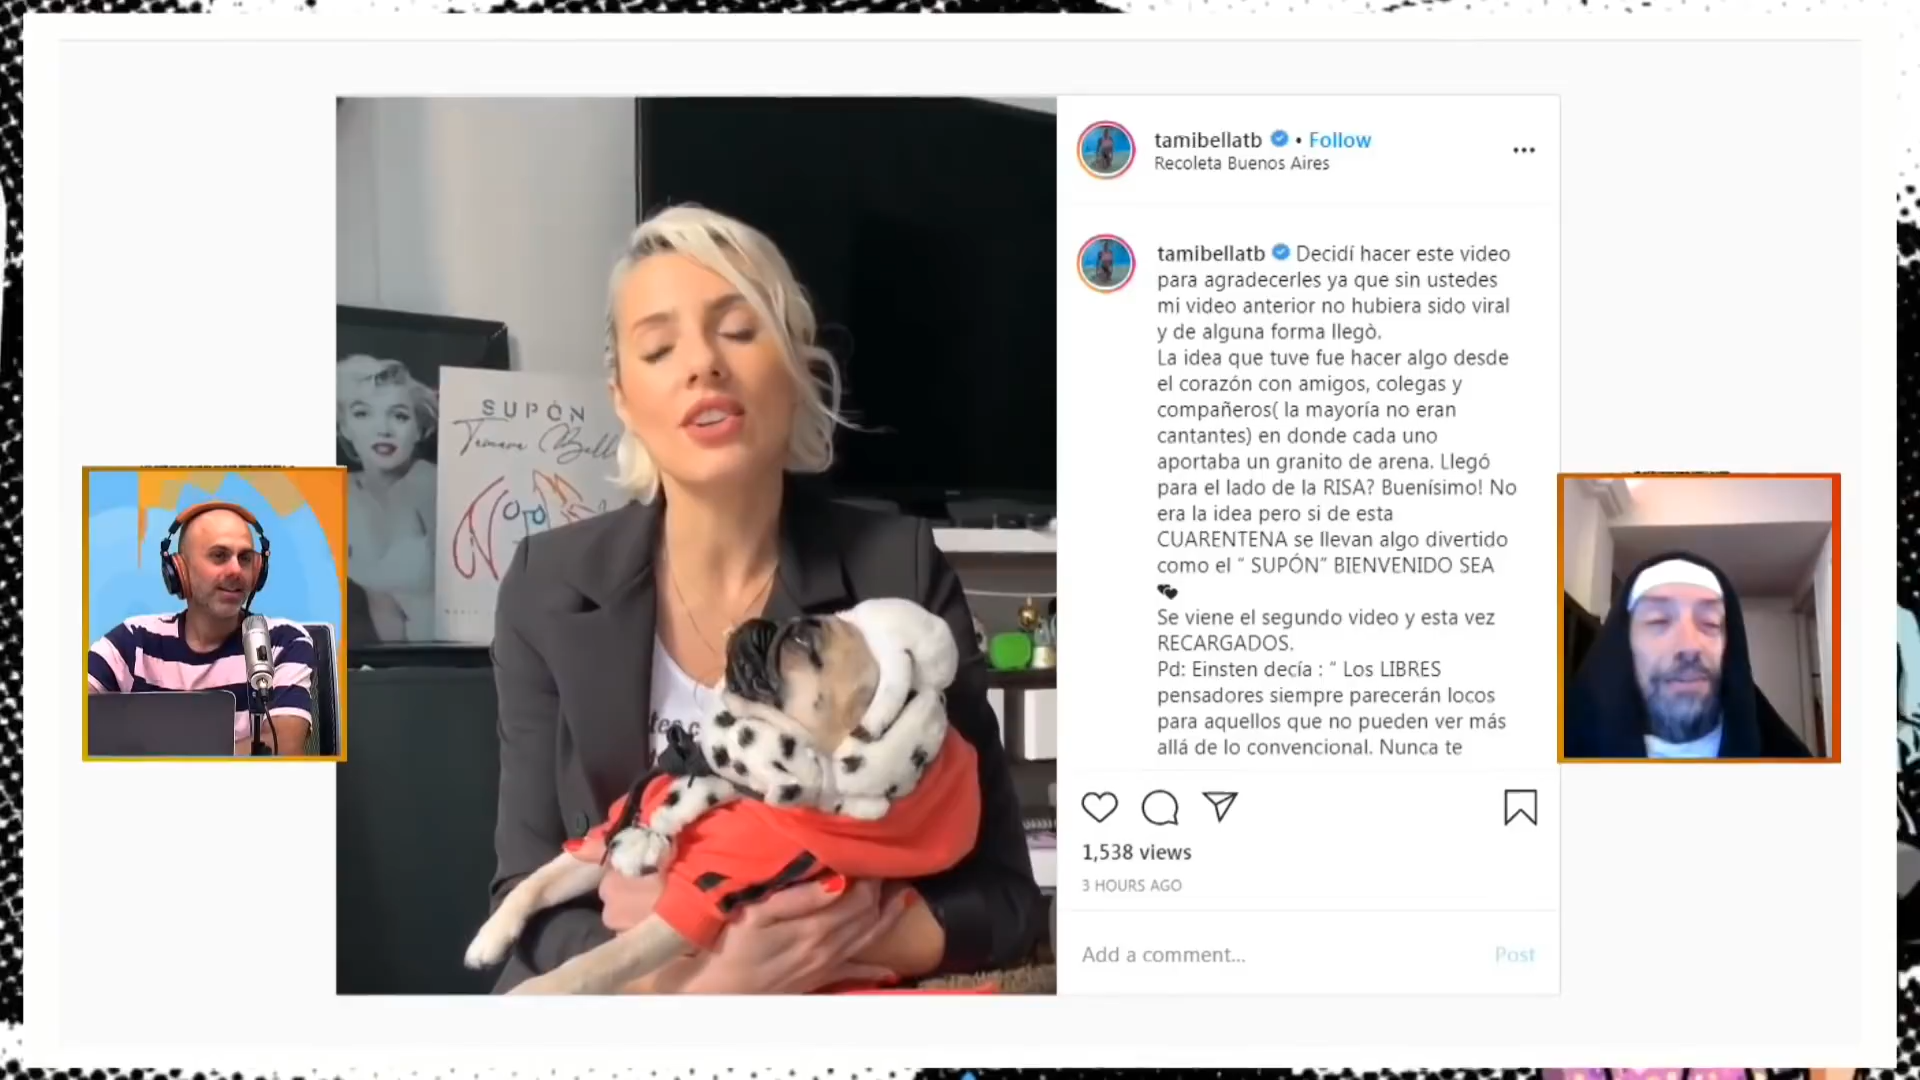 SUPÓN
Tamara Bella
tamibellatb • Follow
Recoleta Buenos Aires
tamibellatb Decidí hacer este video
para agradecerles ya que sin ustedes
mi video anterior no hubiera sido viral
y de alguna forma llegò.
La idea que tuve fue hacer algo desde
el corazón con amigos, colegas y
compañeros( la mayoría no eran
cantantes) en donde cada uno
aportaba un granito de arena. Llegó
para el lado de la RISA? Buenísimo! No
era la idea pero si de esta
CUARENTENA se llevan algo divertido
como el “ SUPÓN” BIENVENIDO SEA
Se viene el segundo video y esta vez
RECARGADOS.
Pd: Einsten decía : “ Los LIBRES
pensadores siempre parecerán locos
para aquellos que no pueden ver más
allá de lo convencional. Nunca te
1,538 views
3 HOURS AGO
Add a comment...
Post